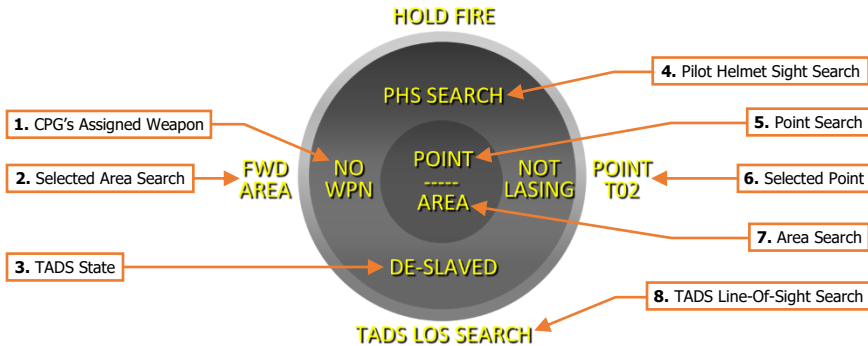 HOLD FIRE
4. Pilot Helmet Sight Search
PHS SEARCH
1. CPG's Assigned Weapon
5. Point Search
2. Selected Area Search
FWD
AREA
NO
WPN
POINT
-----
AREA
NOT
LASING
POINT
T02
6. Selected Point
7. Area Search
3. TADS State
DE-SLAVED
8. TADS Line-Of-Sight Search
TADS LOS SEARCH